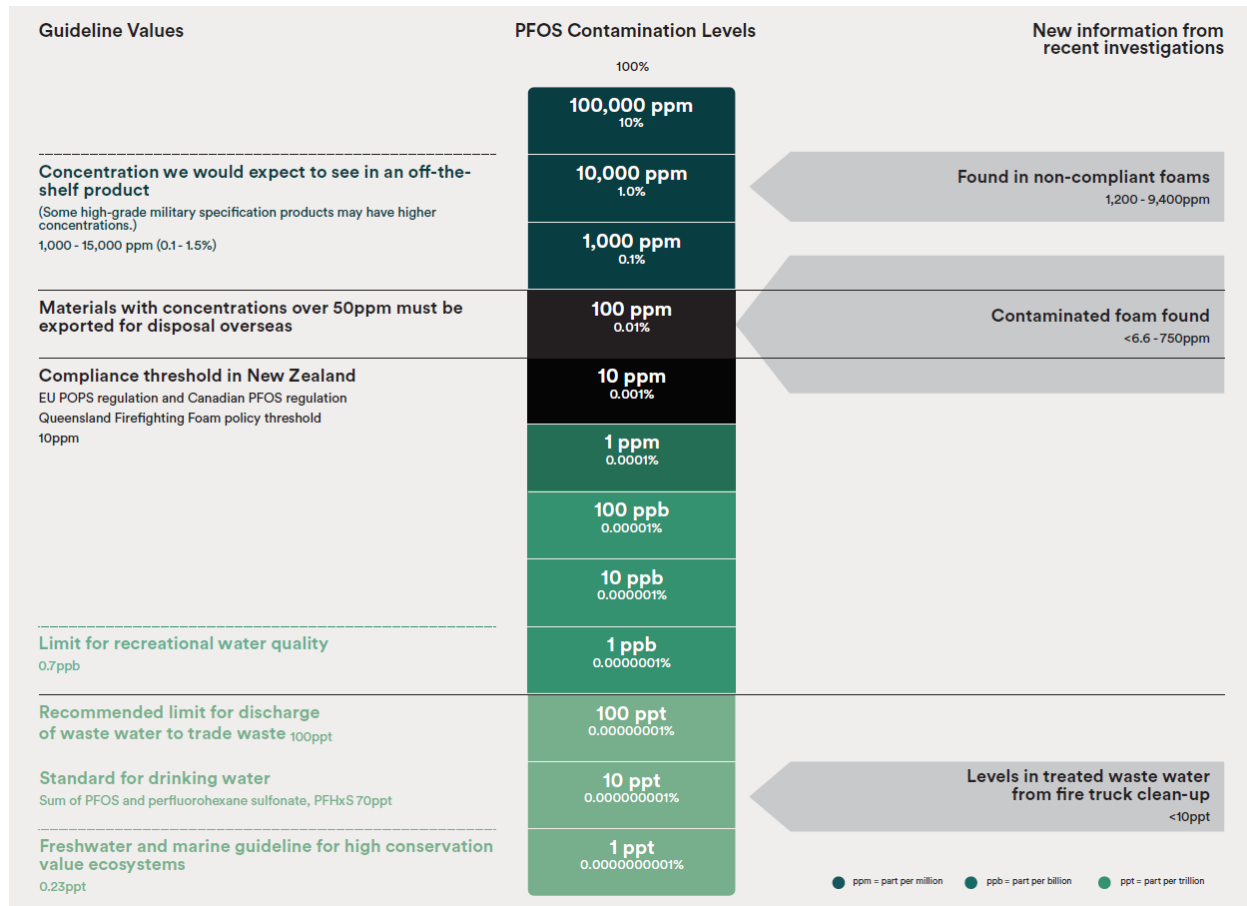 Guideline Values
PFOS Contamination Levels
New information from
recent investigations
100%
100,000 ppm
10%
Concentration we would expect to see in an off-the-
shelf product
(Some high-grade military specification products may have higher
concentrations.)
1,000 - 15,000 ppm (0.1 - 1.5%)
10,000 ppm
1.0%
Found in non-compliant foams
1,200 - 9,400ppm
1,000 ppm
0.1%
Materials with concentrations over 50ppm must be
exported for disposal overseas
100 ppm
0.01%
Contaminated foam found
<6.6 - 750ppm
Compliance threshold in New Zealand
EU POPS regulation and Canadian PFOS regulation
Queensland Firefighting Foam policy threshold
10ppm
10 ppm
0.001%
1 ppm
0.0001%
100 ppb
0.00001%
10 ppb
0.000001%
Limit for recreational water quality
0.7ppb
1 ppb
0.0000001%
Recommended limit for discharge
of waste water to trade waste 100ppt
100 ppt
0.00000001%
Standard for drinking water
Sum of PFOS and perfluorohexane sulfonate, PFHxS 70ppt
10 ppt
0.000000001%
Levels in treated waste water
from fire truck clean-up
<10ppt
Freshwater and marine guideline for high conservation
value ecosystems
0.23ppt
1 ppt
0.0000000001%
ppm = part per million
ppb = part per billion
ppt = part per trillion